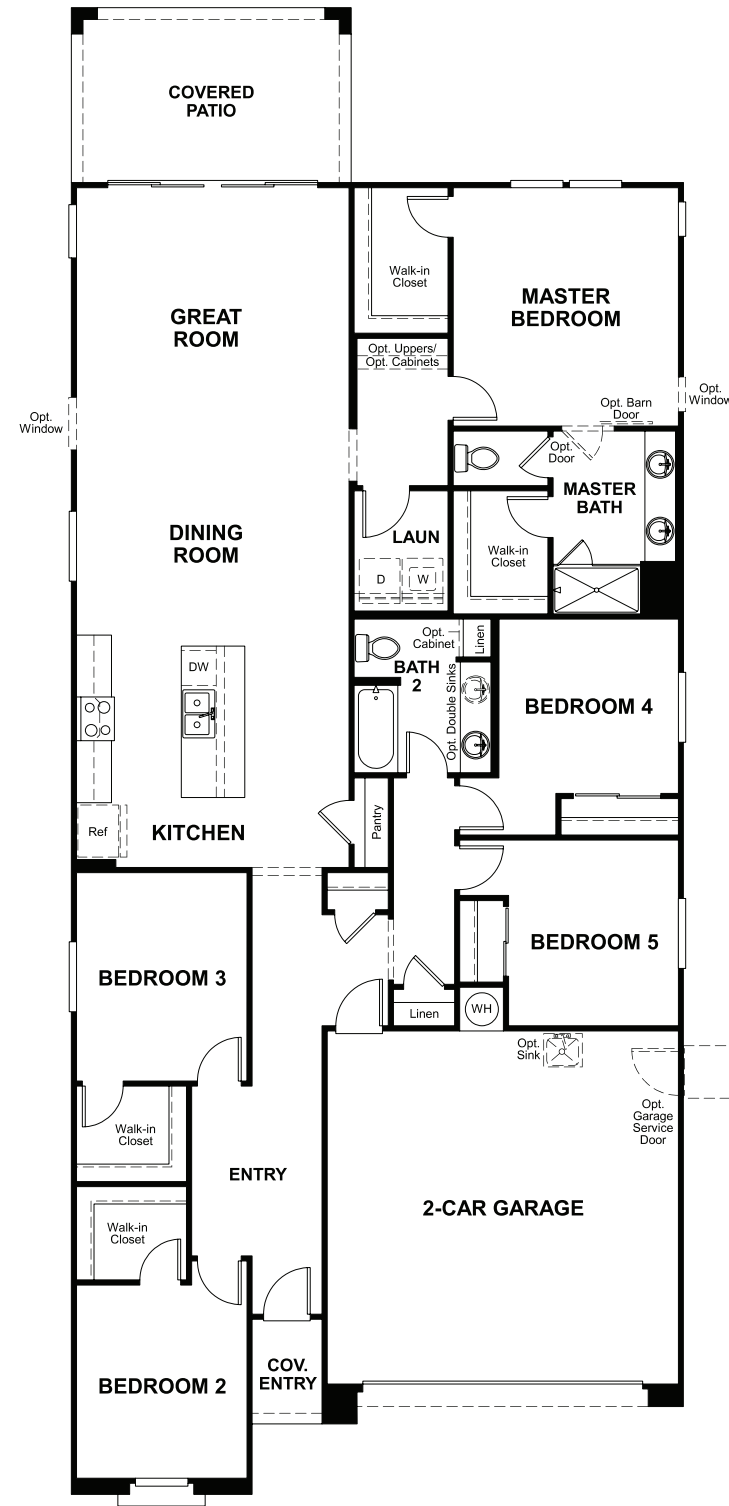 COVERED
PATIO
GREAT
ROOM
Walk-in
Closet
MASTER
BEDROOM
Opt. Uppers/
Opt. Cabinets
Opt.
Window
Opt.
Window
Opt. Barn
Door
Opt.
Door
MASTER
BATH
DINING
ROOM
LAUN
Walk-in
Closet
D
W
Opt.
Cabinet
Linen
BATH
2
Opt. Double Sinks
DW
BEDROOM 4
Ref
KITCHEN
Pantry
BEDROOM 5
BEDROOM 3
Linen
WH
Opt.
Sink
Opt.
Garage
Service
Door
Walk-in
Closet
ENTRY
2-CAR GARAGE
Walk-in
Closet
BEDROOM 2
COV.
ENTRY